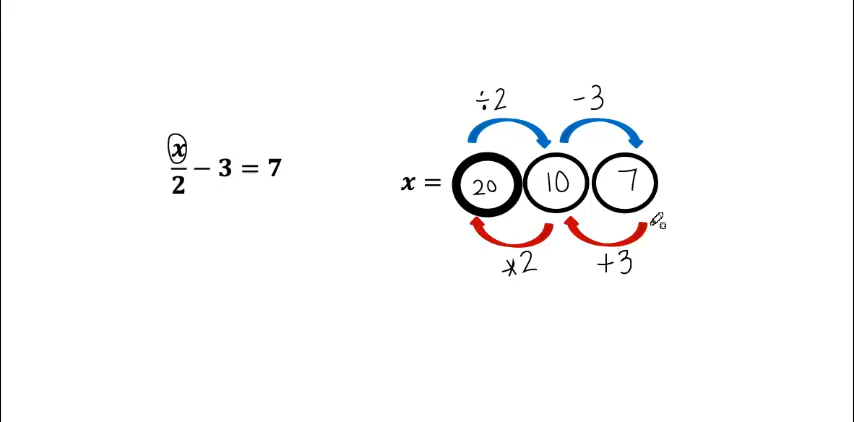 ÷2 -3
x/2 − 3 = 7
x = 20 10 7
×2 +3